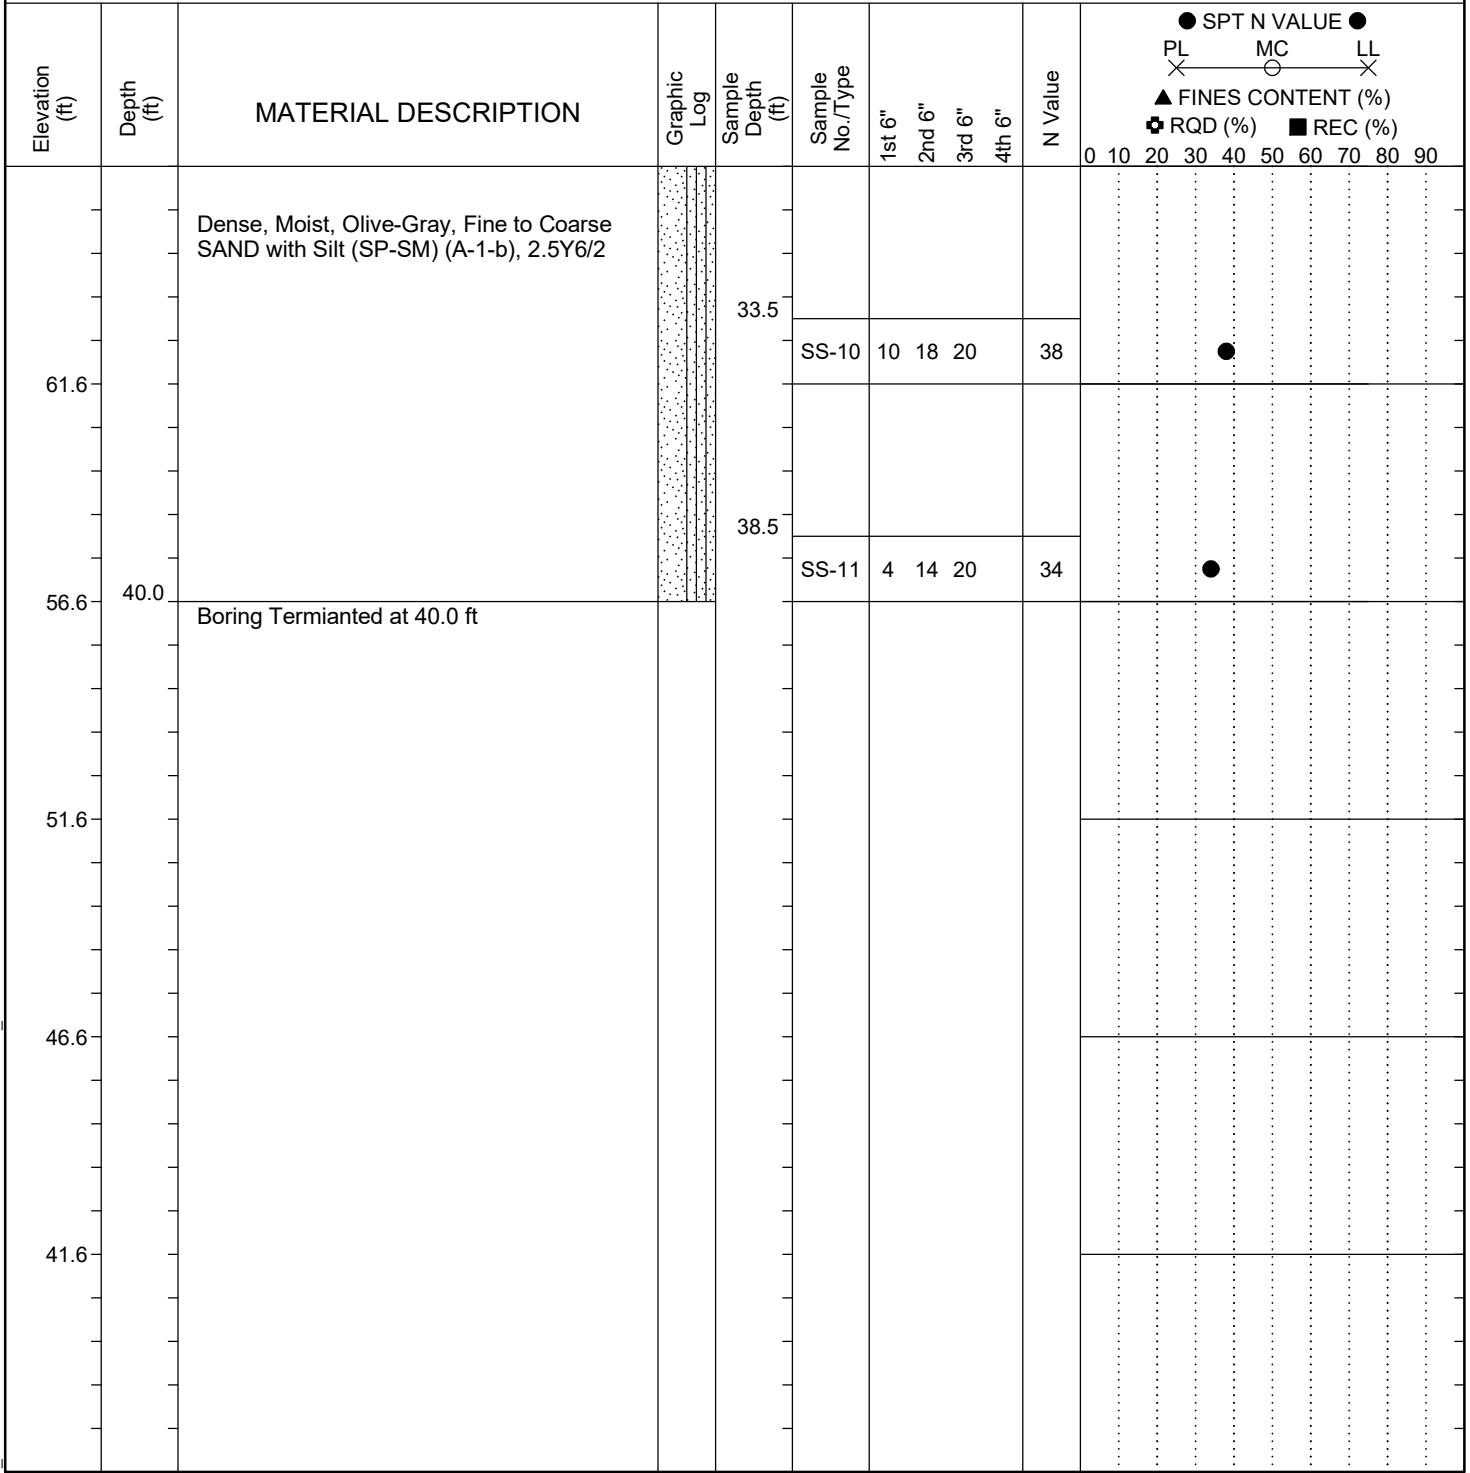 Elevation
(ft)
Depth
(ft)
MATERIAL DESCRIPTION
Graphic
Log
Sample
Depth
(ft)
Sample
No./Type
1st 6"
2nd 6"
3rd 6"
4th 6"
N Value
SPT N VALUE
PL MC LL
FINES CONTENT (%)
RQD (%) REC (%)
0 10 20 30 40 50 60 70 80 90
Dense, Moist, Olive-Gray, Fine to Coarse
SAND with Silt (SP-SM) (A-1-b), 2.5Y6/2
33.5
SS-10 10 18 20 38
61.6
38.5
SS-11 4 14 20 34
40.0
56.6
Boring Termianted at 40.0 ft
51.6
46.6
41.6